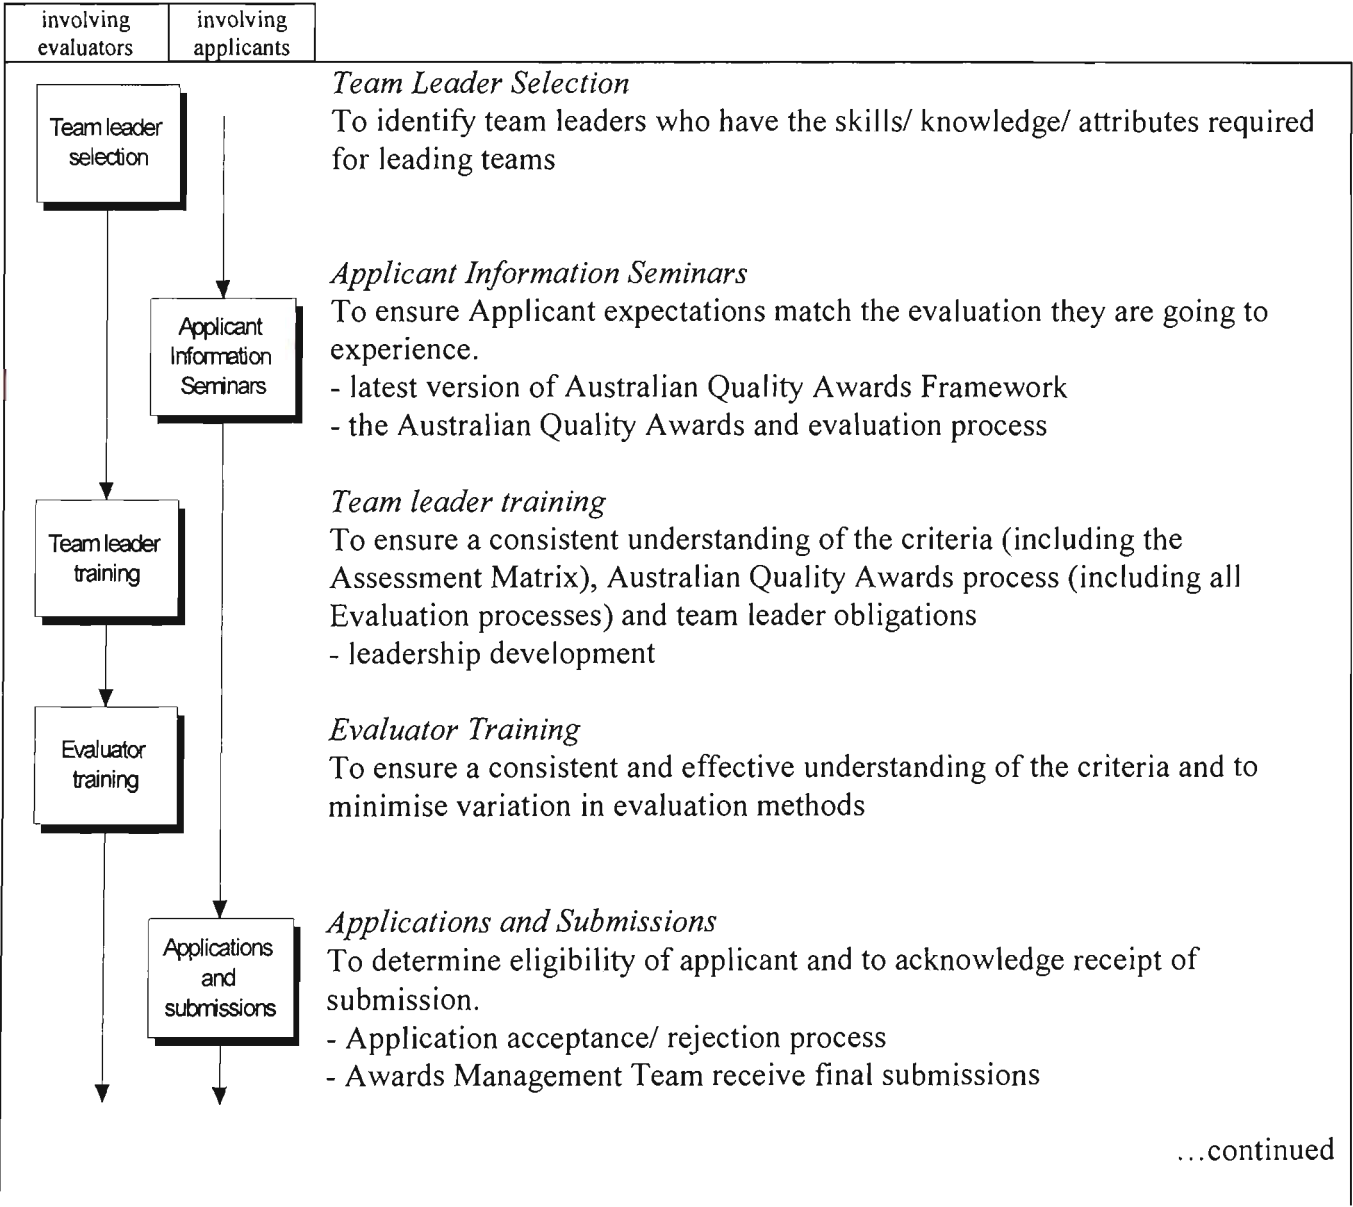 involving
evaluators
involving
applicants
Team Leader Selection
To identify team leaders who have the skills/ knowledge/ attributes required
for leading teams
Team leader
selection
Applicant Information Seminars
To ensure Applicant expectations match the evaluation they are going to
experience.
- latest version of Australian Quality Awards Framework
- the Australian Quality Awards and evaluation process
Applicant
Information
Seminars
Team leader training
To ensure a consistent understanding of the criteria (including the
Assessment Matrix), Australian Quality Awards process (including all
Evaluation processes) and team leader obligations
- leadership development
Team leader
training
Evaluator Training
To ensure a consistent and effective understanding of the criteria and to
minimise variation in evaluation methods
Evaluator
training
Applications and Submissions
To determine eligibility of applicant and to acknowledge receipt of
submission.
- Application acceptance/ rejection process
- Awards Management Team receive final submissions
Applications
and
submissions
...continued